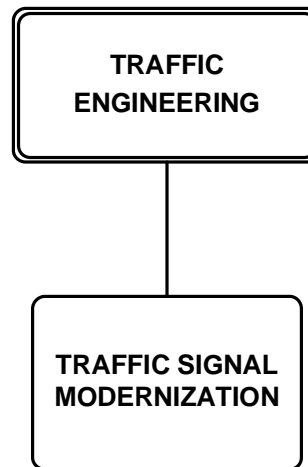 TRAFFIC
ENGINEERING
TRAFFIC SIGNAL
MODERNIZATION